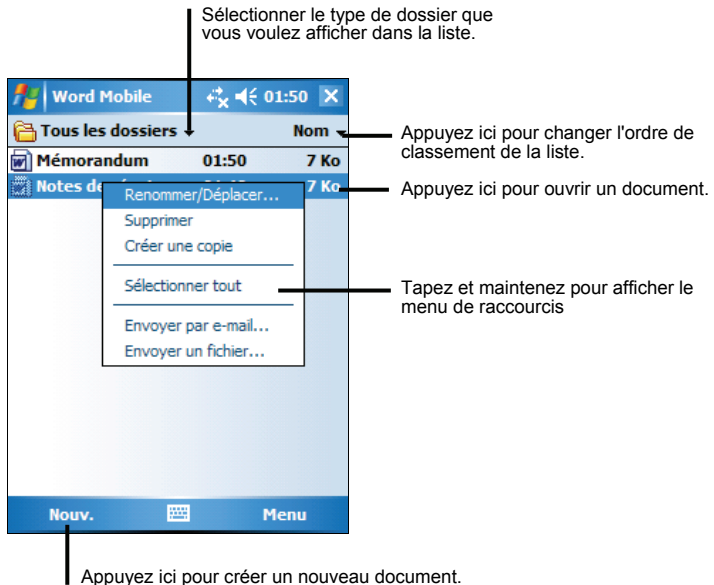 Sélectionner le type de dossier que
vous voulez afficher dans la liste.
Word Mobile 01:50
Tous les dossiers Nom
Appuyez ici pour changer l'ordre de
classement de la liste.
Mémorandum 01:50 7 Ko
Notes de 7 Ko
Appuyez ici pour ouvrir un document.
Renommer/Déplacer...
Supprimer
Créer une copie
Sélectionner tout
Tapez et maintenez pour afficher le
menu de raccourcis
Envoyer par e-mail...
Envoyer un fichier...
Nouv. Menu
Appuyez ici pour créer un nouveau document.